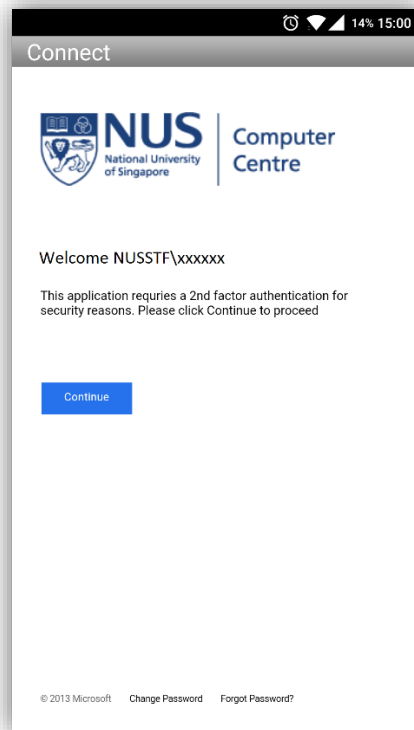 14% 15:00
Connect
NUS Computer
National University Centre
of Singapore
Welcome NUSSTF\xxxxxx
This application requries a 2nd factor authentication for
security reasons. Please click Continue to proceed
Continue
© 2013 Microsoft Change Password Forgot Password?